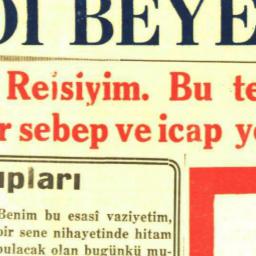 Dİ BEYE
Reisiyim. Bu te
r sebep ve icap y
upları
Benim bu esasî vaziyetim,
bir sene nihayetinde hitam
bulacak olan bugünkü mu-